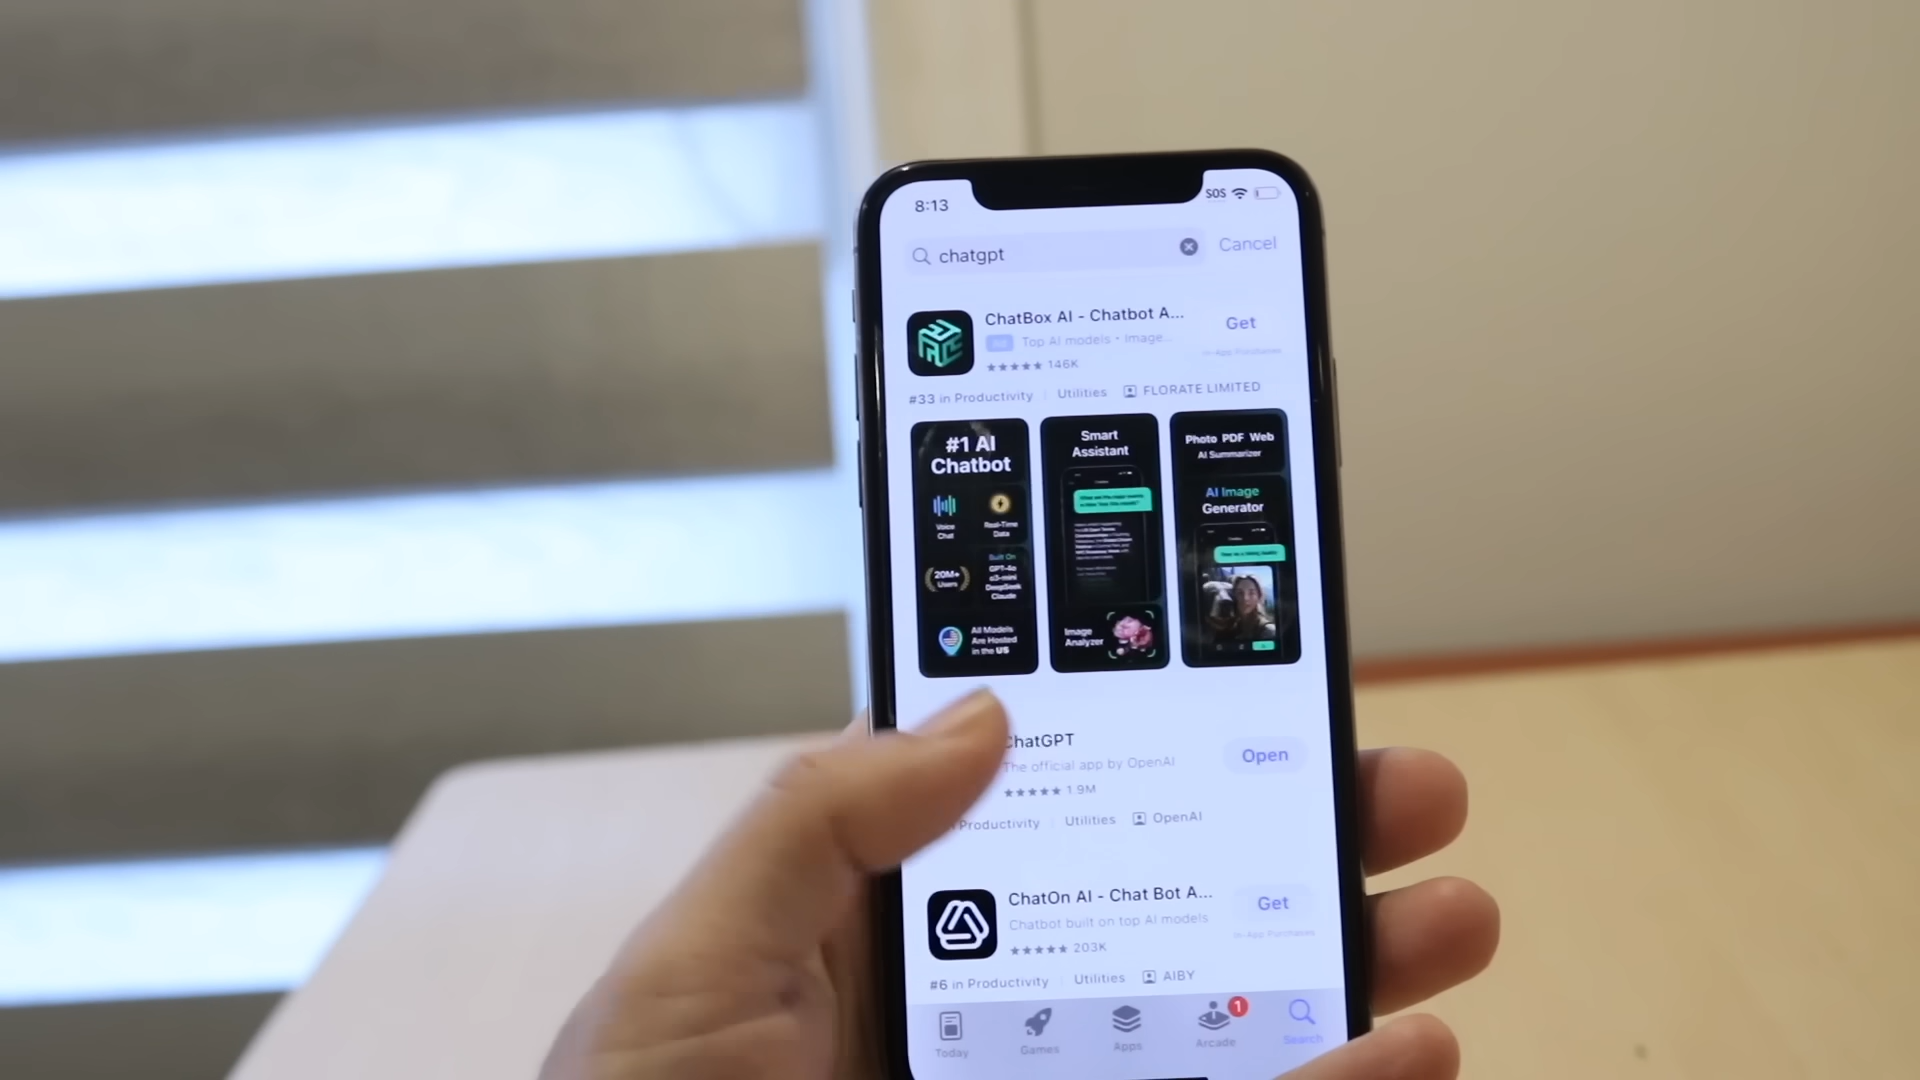 8:13
SOS
chatgpt
Cancel
ChatBox AI - Chatbot A...
Get
Top AI models • Image...
In-App Purchases
146K
#33 in Productivity
Utilities
FLORATE LIMITED
#1 AI
Chatbot
Voice
Chat
Real-Time
Data
20M+
Users
Built On
GPT-4o
o3-mini
DeepSeek
Claude
All Models
Are Hosted
in the US
Smart
Assistant
Image
Analyzer
Photo PDF Web
AI Summarizer
AI Image
Generator
ChatGPT
The official app by OpenAI
Open
1.9M
Productivity
Utilities
OpenAI
ChatOn AI - Chat Bot A...
Get
Chatbot built on top AI models
In-App Purchases
203K
#6 in Productivity
Utilities
AIBY
1
Today
Games
Apps
Arcade
Search